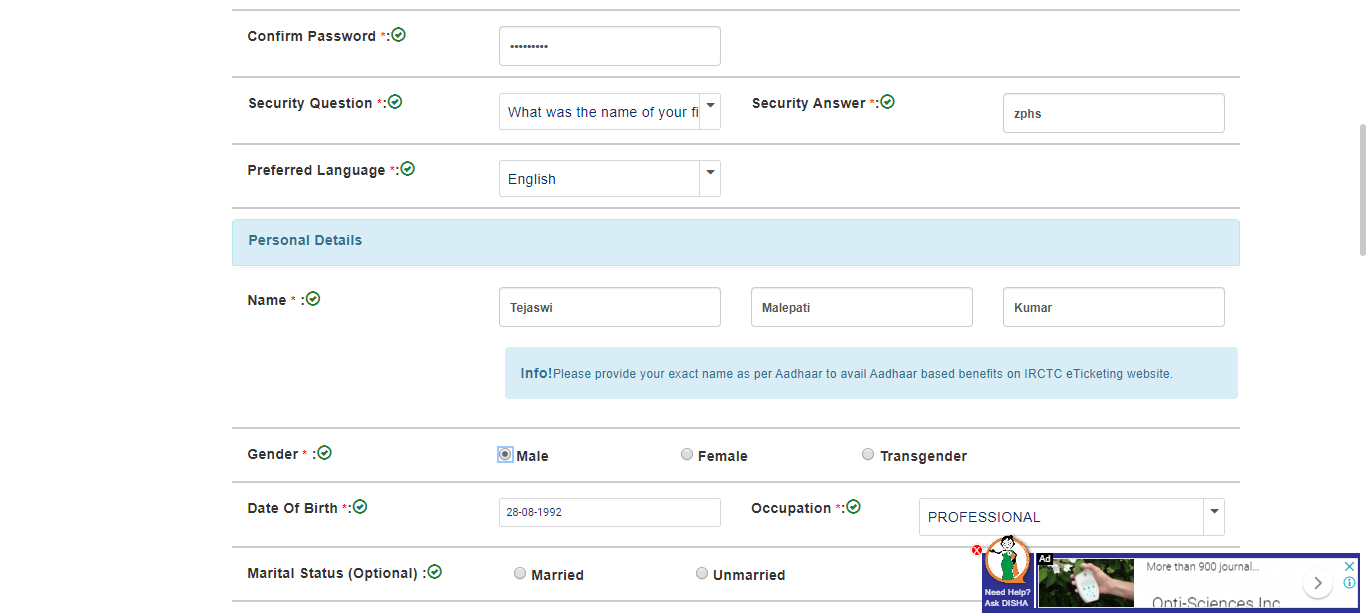 Confirm Password *:
•••••••••
Security Question *:
What was the name of your fi
Security Answer *:
zphs
Preferred Language *:
English
Personal Details
Name * :
Tejaswi
Malepati
Kumar
Info!Please provide your exact name as per Aadhaar to avail Aadhaar based benefits on IRCTC eTicketing website.
Gender * :
Male
Female
Transgender
Date Of Birth *:
28-08-1992
Occupation *:
PROFESSIONAL
Marital Status (Optional) :
Married
Unmarried
Need Help?
Ask DISHA
Ad
More than 900 journal...
Opti-Sciences Inc